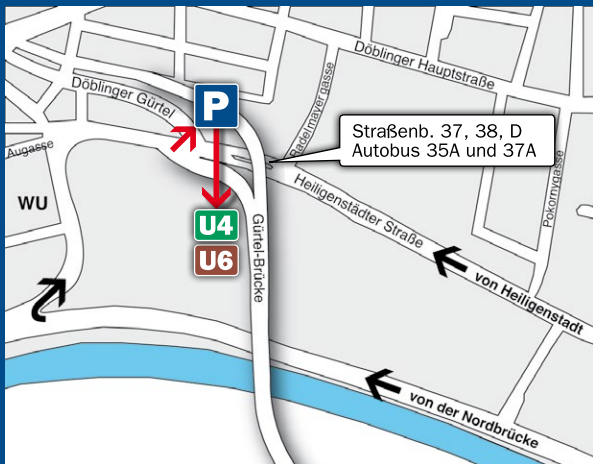 Döblinger Hauptstraße
Döblinger Gürtel
P
Radelmayergasse
Straßenb. 37, 38, D
Autobus 35A und 37A
Augasse
WU
Pokornygasse
Heiligenstädter Straße
U4
U6
Gürtel-Brücke
von Heiligenstadt
von der Nordbrücke